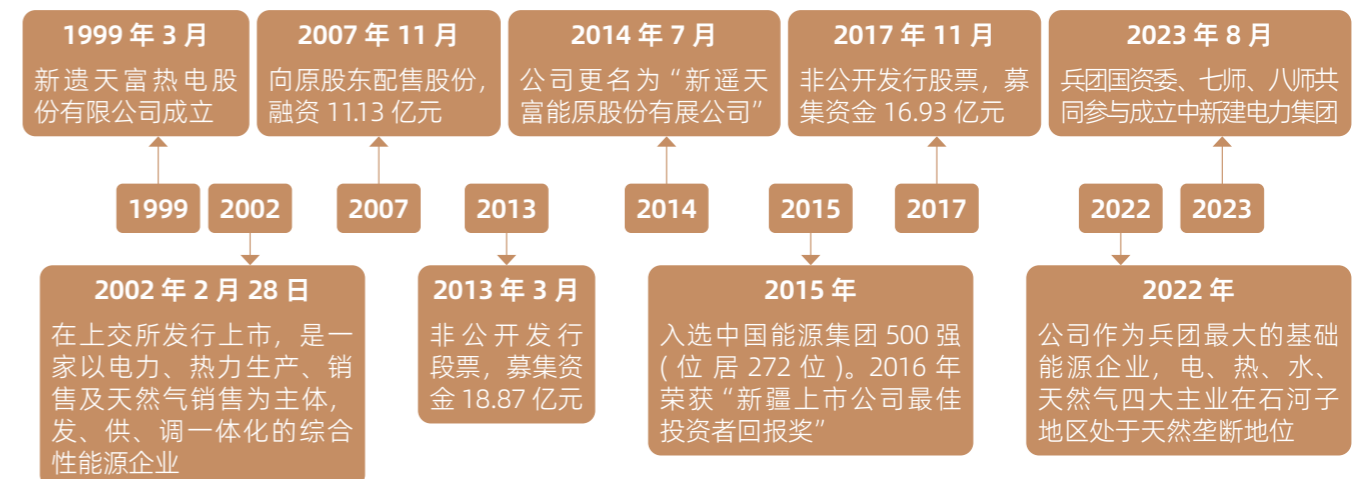 1999 年 3 月
新遗天富热电股
份有限公司成立
2007 年 11 月
向原股东配售股份，
融资 11.13 亿元
2014 年 7 月
公司更名为“新遥天
富能原股份有展公司”
2017 年 11 月
非公开发行股票，募
集资金 16.93 亿元
2023 年 8 月
兵团国资委、七师、八师共
同参与成立中新建电力集团
1999
2002
2007
2013
2014
2015
2017
2022
2023
2002 年 2 月 28 日
在上交所发行上市，是一
家以电力、热力生产、销
售及天然气销售为主体，
发、供、调一体化的综合
性能源企业
2013 年 3 月
非公开发行
段票，募集资
金 18.87 亿元
2015 年
入选中国能源集团 500 强
( 位 居 272 位 )。2016 年
荣获“新疆上市公司最佳
投资者回报奖”
2022 年
公司作为兵团最大的基础
能源企业，电、热、水、
天然气四大主业在石河子
地区处于天然垄断地位